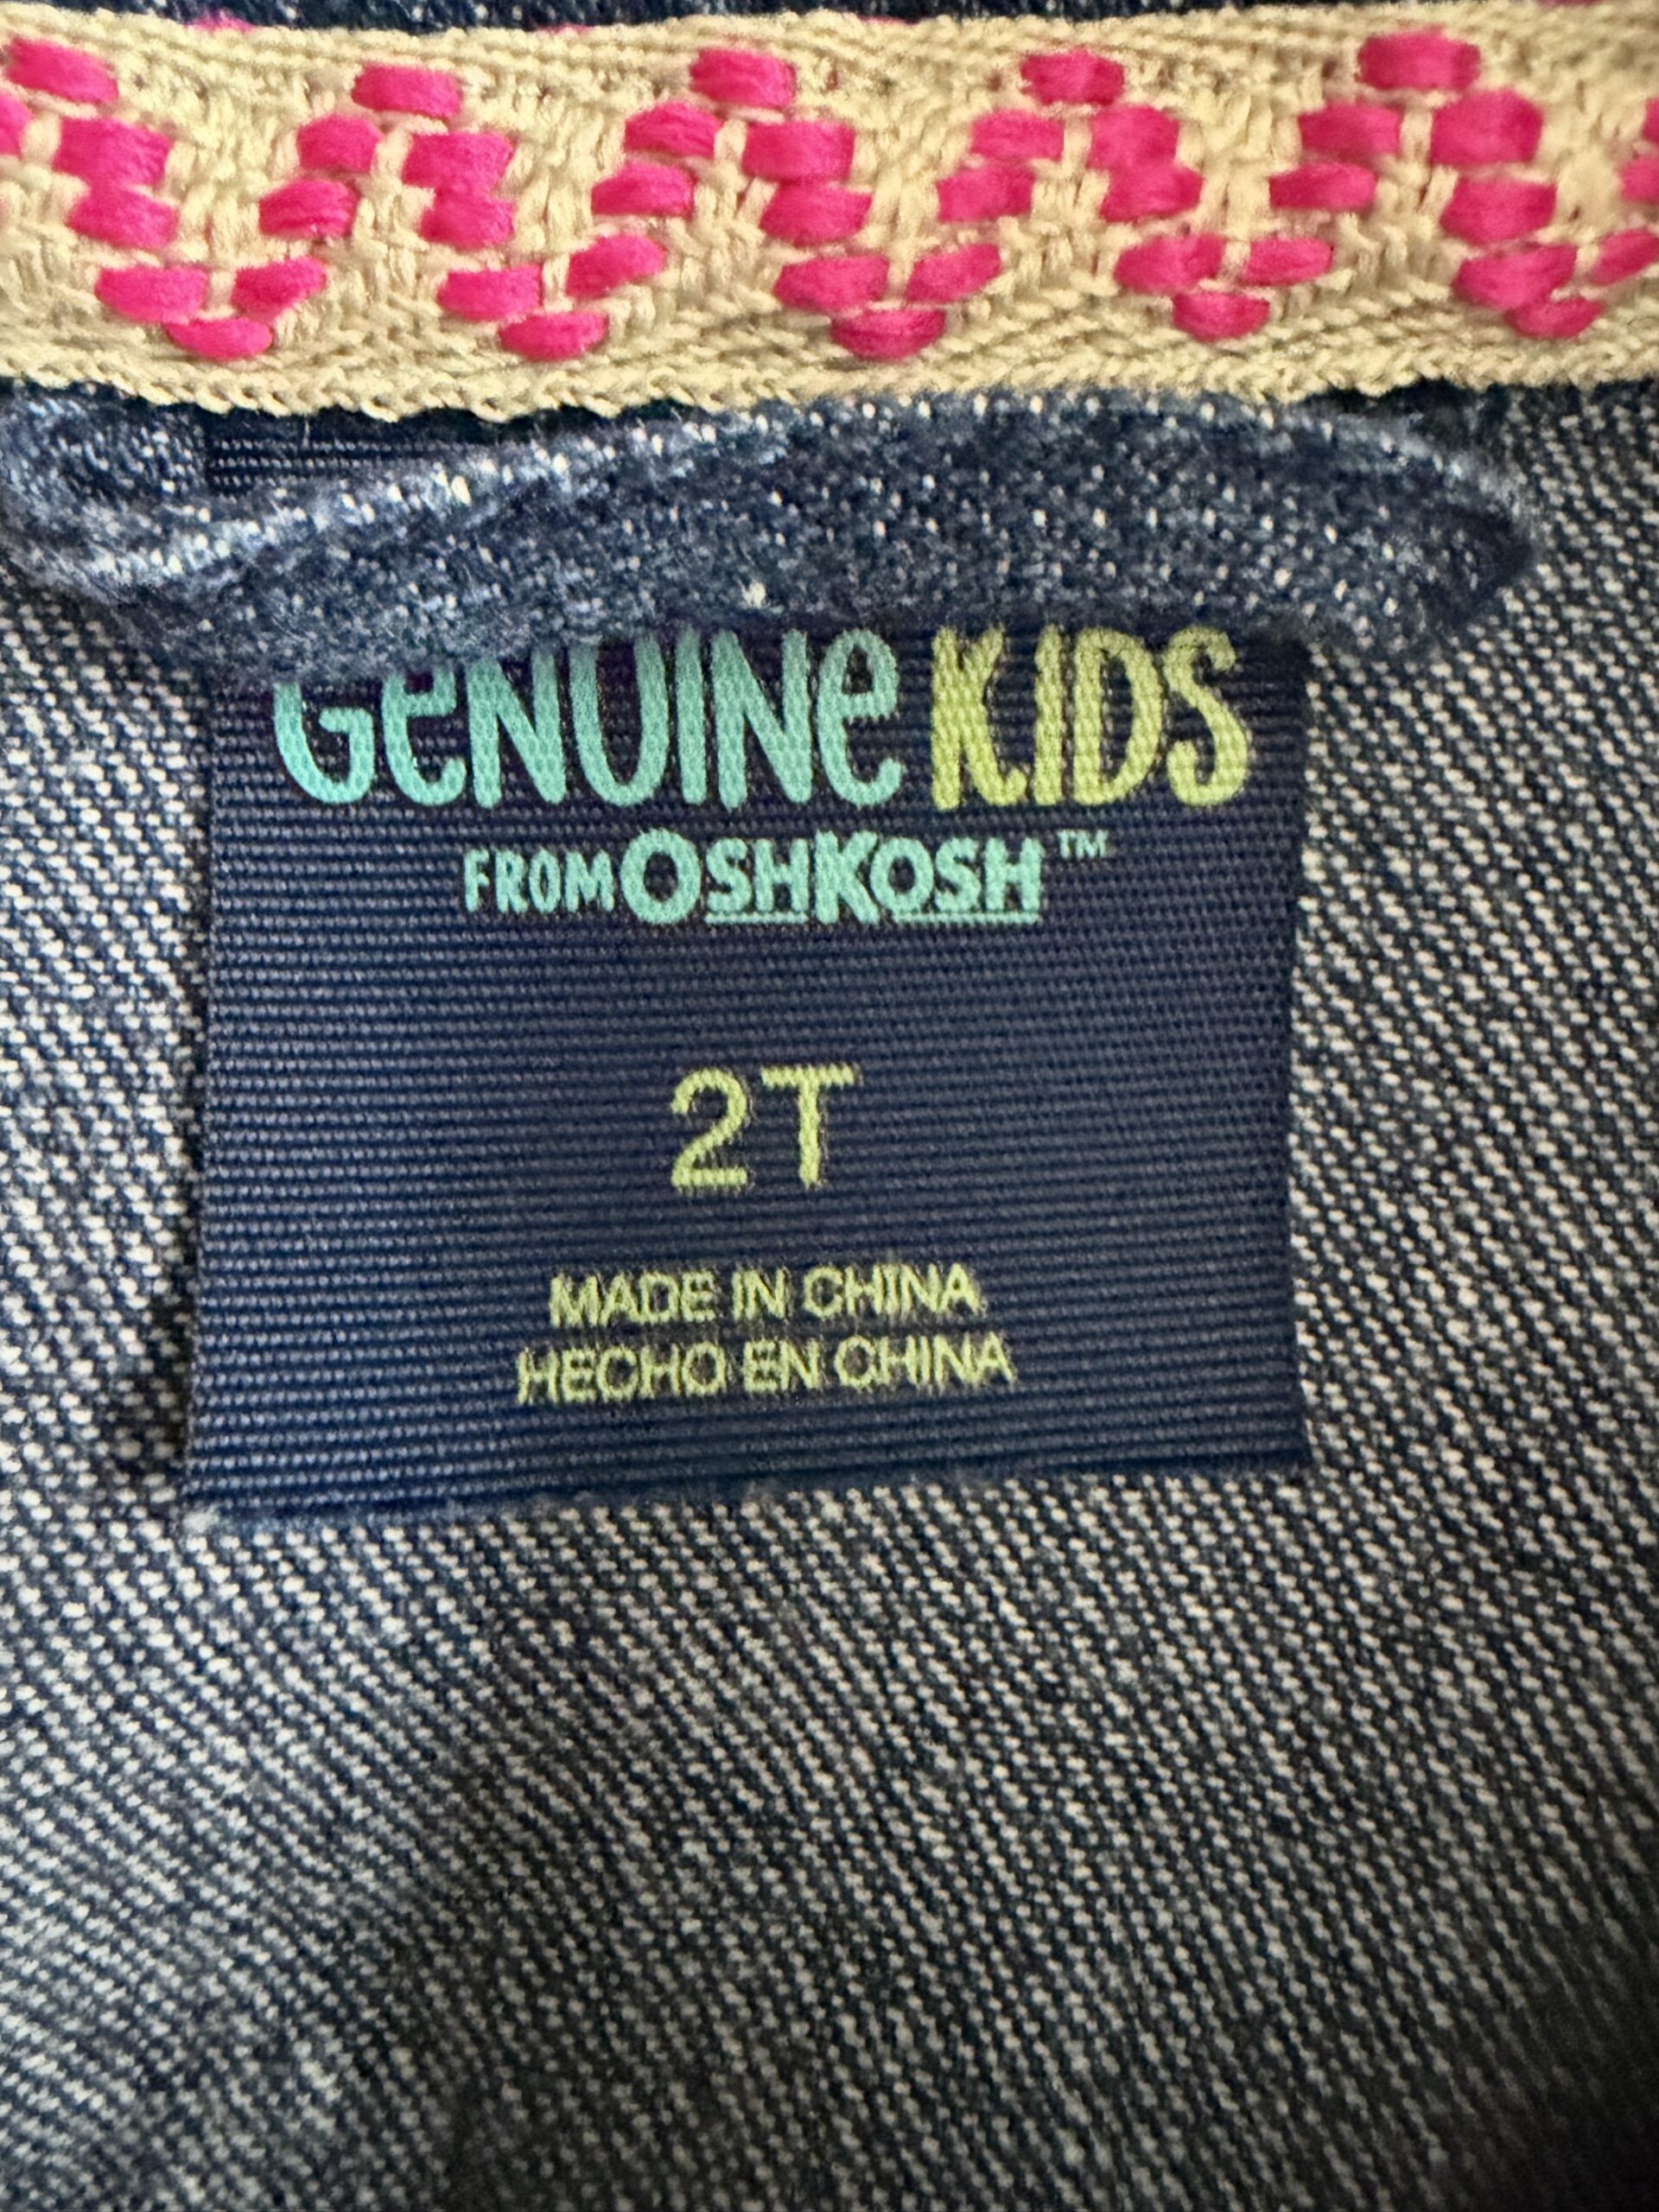 GeNUINe KIDS
FROM OSHKOSH™
2T
MADE IN CHINA
HECHO EN CHINA